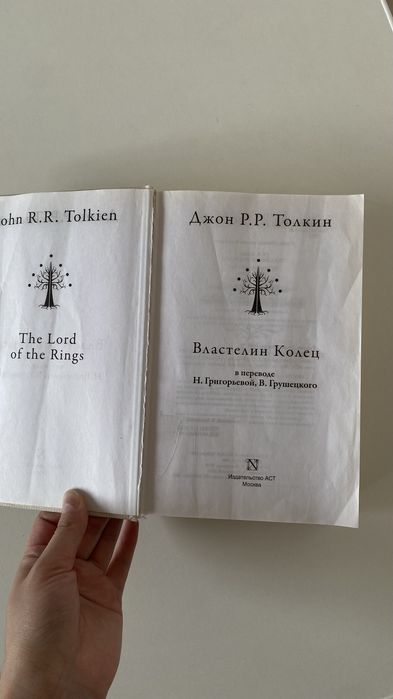 ohn R.R. Tolkien
The Lord
of the Rings
Джон Р.Р. Толкин
Властелин Колец
в переводе
Н. Григорьевой, В. Грушецкого
Издательство АСТ
Москва